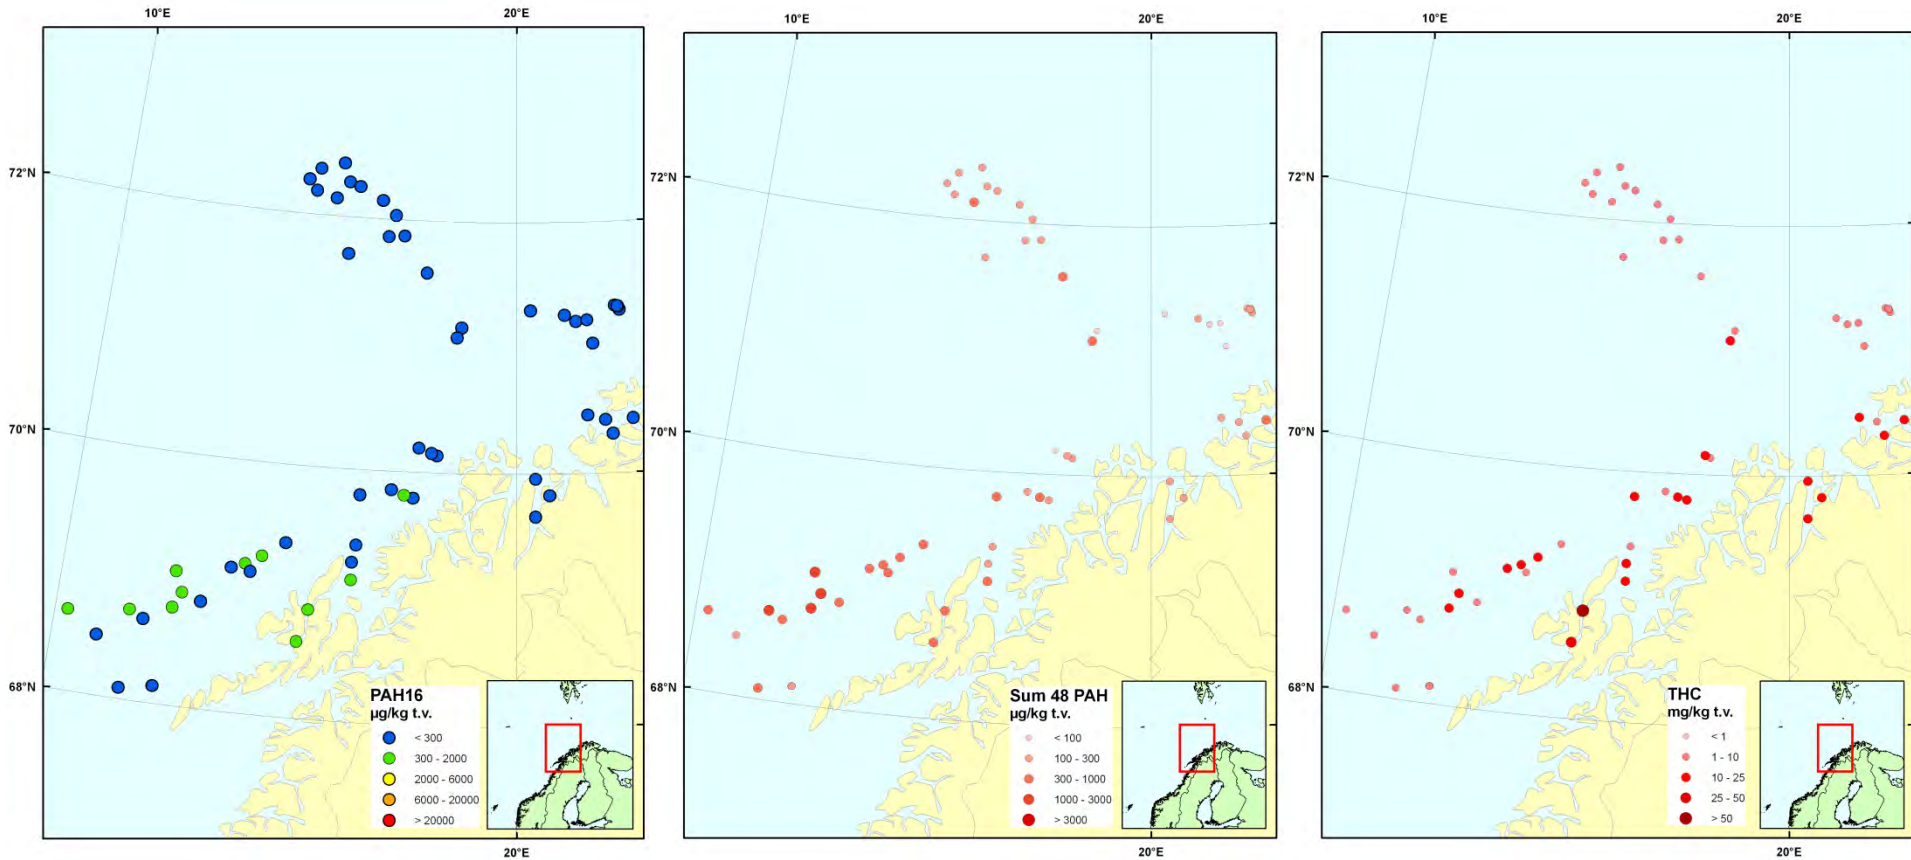 10°E
20°E
72°N
70°N
68°N
PAH16
µg/kg t.v.
< 300
300 - 2000
2000 - 6000
6000 - 20000
> 20000
20°E
10°E
20°E
72°N
70°N
68°N
Sum 48 PAH
µg/kg t.v.
< 100
100 - 300
300 - 1000
1000 - 3000
> 3000
20°E
10°E
20°E
72°N
70°N
68°N
THC
mg/kg t.v.
< 1
1 - 10
10 - 25
25 - 50
> 50
20°E